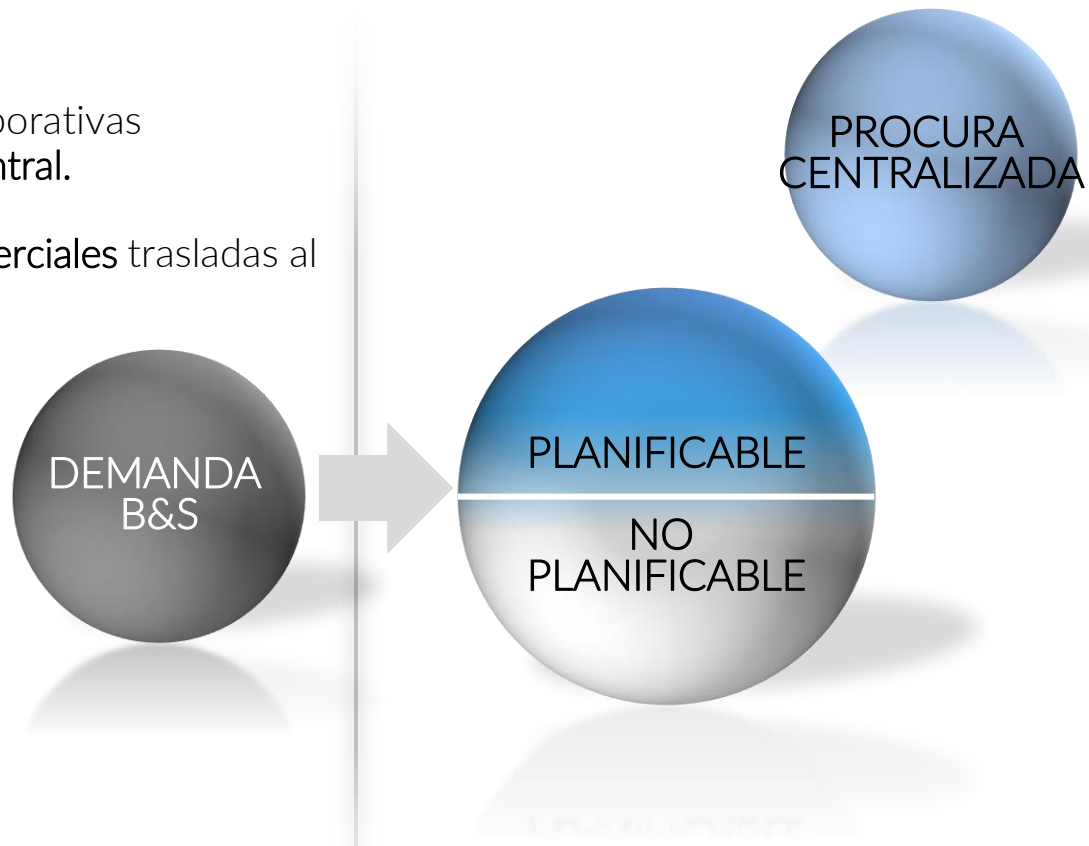 porativas
ntral.
erciales trasladas al
PROCURA
CENTRALIZADA
DEMANDA
B&S
PLANIFICABLE
NO
PLANIFICABLE